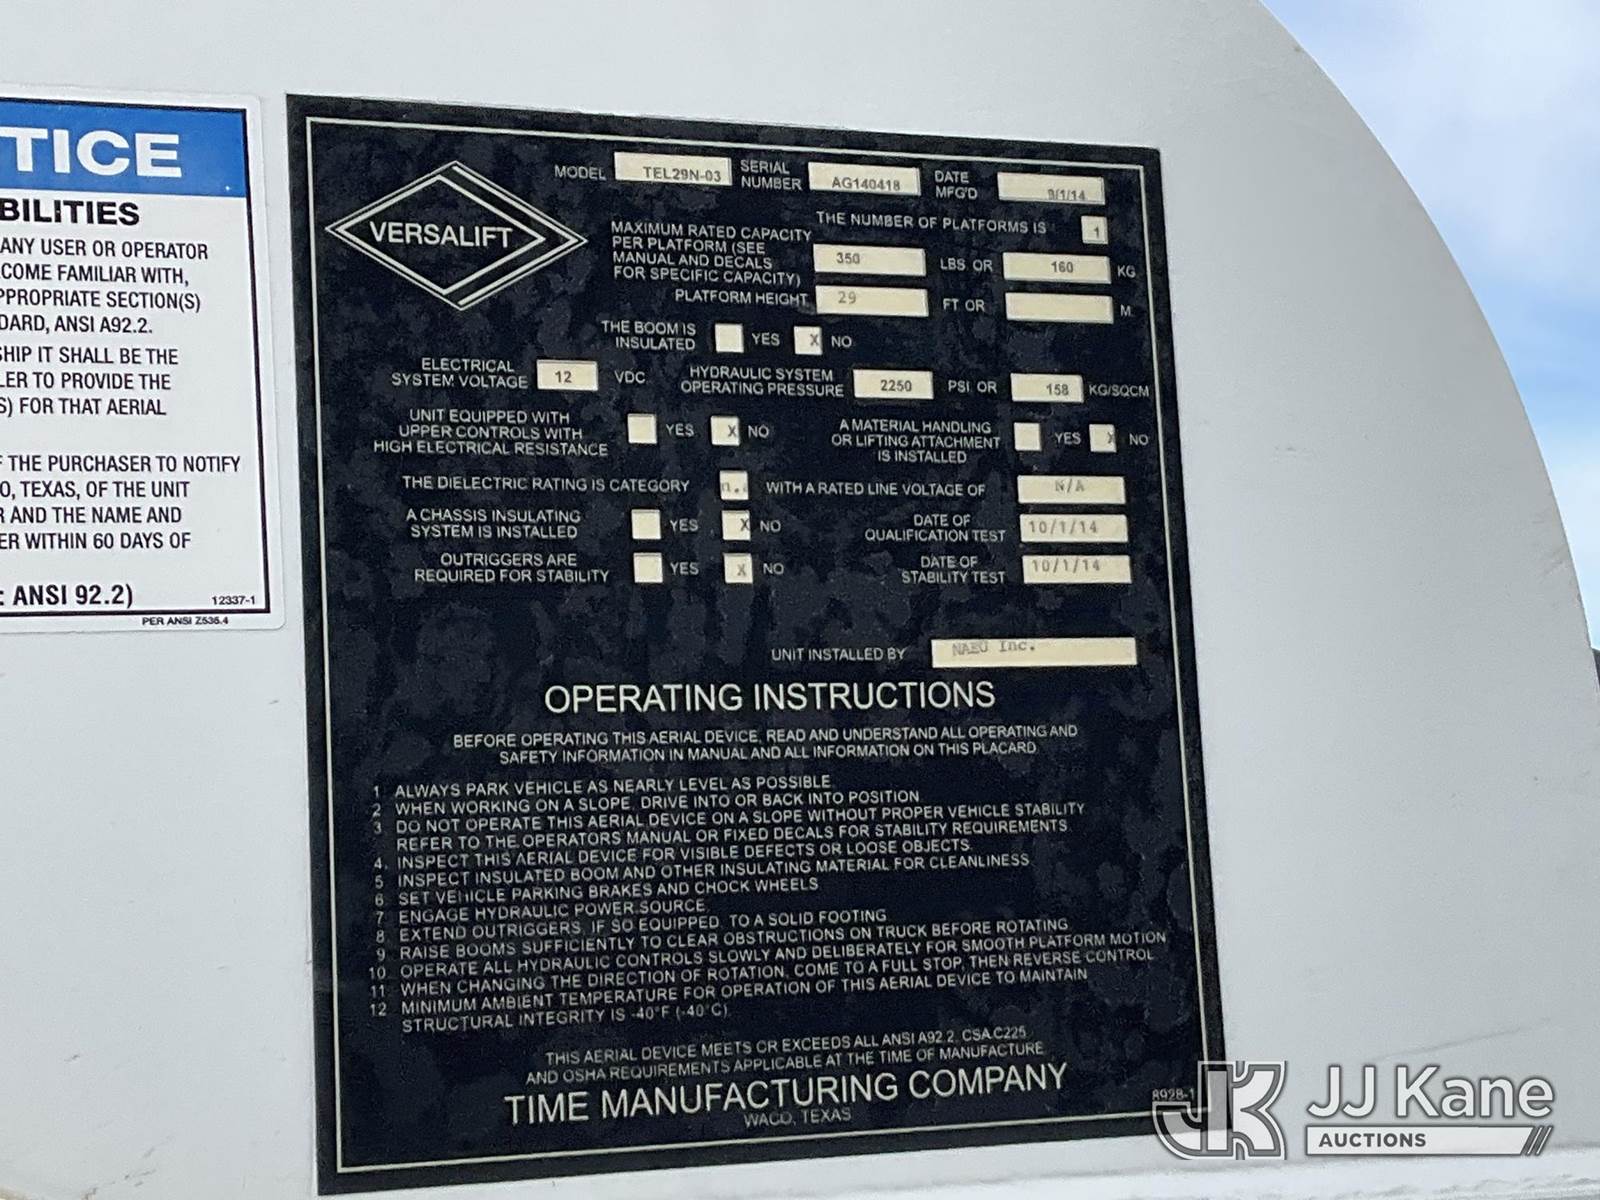 TICE
BILITIES
ANY USER OR OPERATOR
COME FAMILIAR WITH,
PPROPRIATE SECTION(S)
DARD, ANSI A92.2.
SHIP IT SHALL BE THE
LER TO PROVIDE THE
S) FOR THAT AERIAL
F THE PURCHASER TO NOTIFY
O, TEXAS, OF THE UNIT
R AND THE NAME AND
ER WITHIN 60 DAYS OF
: ANSI 92.2)
12337-1
PER ANSI Z535.4
VERSALIFT
MODEL TEL29N-03 SERIAL NUMBER AG140418 DATE MFG'D 9/1/14
THE NUMBER OF PLATFORMS IS 1
MAXIMUM RATED CAPACITY
PER PLATFORM (SEE
MANUAL AND DECALS
FOR SPECIFIC CAPACITY) 350 LBS. OR 160 KG
PLATFORM HEIGHT 29 FT OR M.
THE BOOM IS
INSULATED YES X NO
ELECTRICAL
SYSTEM VOLTAGE 12 VDC
HYDRAULIC SYSTEM
OPERATING PRESSURE 2250 PSI OR 158 KG/SQCM
UNIT EQUIPPED WITH
UPPER CONTROLS WITH
HIGH ELECTRICAL RESISTANCE YES X NO
A MATERIAL HANDLING
OR LIFTING ATTACHMENT
IS INSTALLED YES X NO
THE DIELECTRIC RATING IS CATEGORY n. WITH A RATED LINE VOLTAGE OF N/A
A CHASSIS INSULATING
SYSTEM IS INSTALLED YES X NO
DATE OF
QUALIFICATION TEST 10/1/14
OUTRIGGERS ARE
REQUIRED FOR STABILITY YES X NO
DATE OF
STABILITY TEST 10/1/14
UNIT INSTALLED BY NAEU Inc.
OPERATING INSTRUCTIONS
BEFORE OPERATING THIS AERIAL DEVICE, READ AND UNDERSTAND ALL OPERATING AND
SAFETY INFORMATION IN MANUAL AND ALL INFORMATION ON THIS PLACARD.
1 ALWAYS PARK VEHICLE AS NEARLY LEVEL AS POSSIBLE.
2 WHEN WORKING ON A SLOPE, DRIVE INTO OR BACK INTO POSITION.
3 DO NOT OPERATE THIS AERIAL DEVICE ON A SLOPE WITHOUT PROPER VEHICLE STABILITY
REFER TO THE OPERATORS MANUAL OR FIXED DECALS FOR STABILITY REQUIREMENTS.
4. INSPECT THIS AERIAL DEVICE FOR VISIBLE DEFECTS OR LOOSE OBJECTS.
5 INSPECT INSULATED BOOM AND OTHER INSULATING MATERIAL FOR CLEANLINESS.
6 SET VEHICLE PARKING BRAKES AND CHOCK WHEELS
7 ENGAGE HYDRAULIC POWER SOURCE
8 EXTEND OUTRIGGERS, IF SO EQUIPPED, TO A SOLID FOOTING
9 RAISE BOOMS SUFFICIENTLY TO CLEAR OBSTRUCTIONS ON TRUCK BEFORE ROTATING
10 OPERATE ALL HYDRAULIC CONTROLS SLOWLY AND DELIBERATELY FOR SMOOTH PLATFORM MOTION
11 WHEN CHANGING THE DIRECTION OF ROTATION, COME TO A FULL STOP, THEN REVERSE CONTROL
12 MINIMUM AMBIENT TEMPERATURE FOR OPERATION OF THIS AERIAL DEVICE TO MAINTAIN
STRUCTURAL INTEGRITY IS -40°F (-40°C)
THIS AERIAL DEVICE MEETS OR EXCEEDS ALL ANSI A92.2, CSA C225
AND OSHA REQUIREMENTS APPLICABLE AT THE TIME OF MANUFACTURE
TIME MANUFACTURING COMPANY
WACO, TEXAS
8928-1
JJ Kane
AUCTIONS